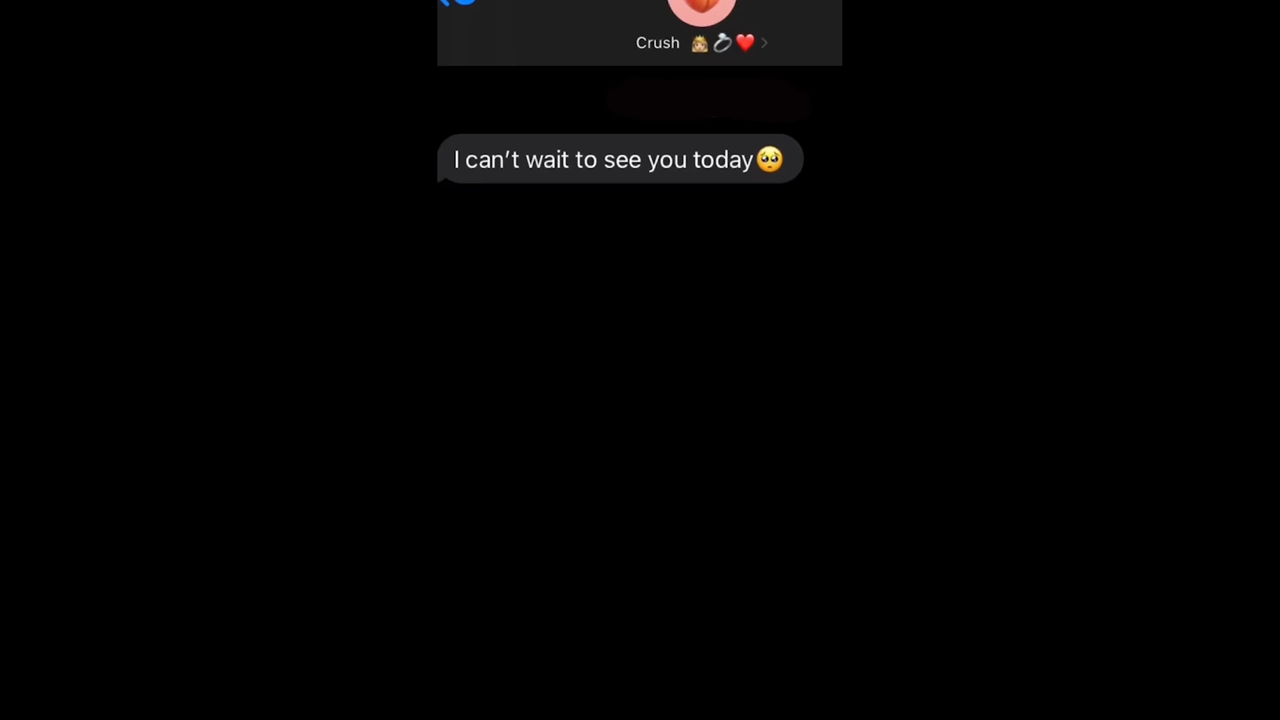 Crush 👸🏼💍❤️
I can't wait to see you today🥺